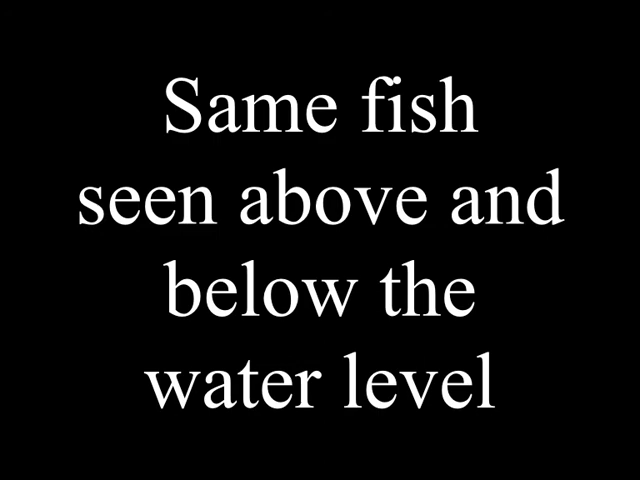 Same fish
seen above and
below the
water level